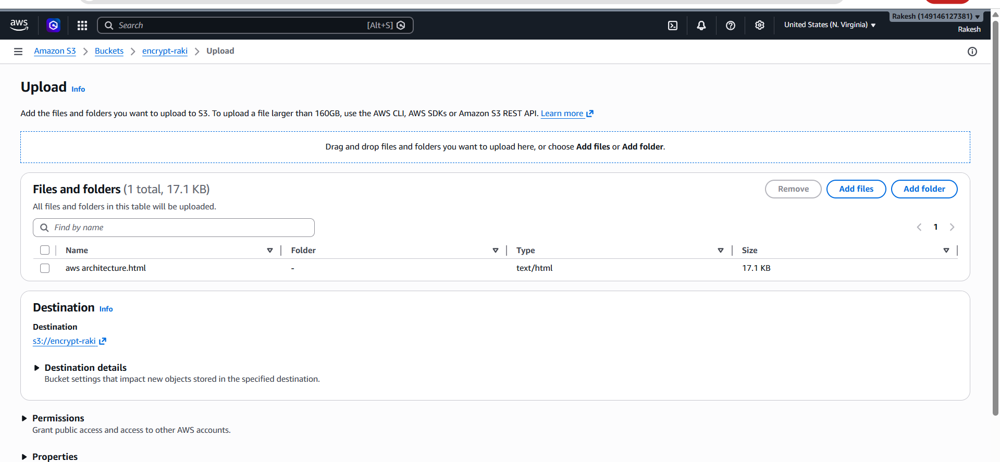 aws
Search [Alt+S]
United States (N. Virginia)
Rakesh (149146127381)
Rakesh
Amazon S3 > Buckets > encrypt-raki > Upload
Upload Info
Add the files and folders you want to upload to S3. To upload a file larger than 160GB, use the AWS CLI, AWS SDKs or Amazon S3 REST API. Learn more
Drag and drop files and folders you want to upload here, or choose Add files or Add folder.
Files and folders (1 total, 17.1 KB)
Remove Add files Add folder
All files and folders in this table will be uploaded.
Find by name
1
Name Folder Type Size
aws architecture.html - text/html 17.1 KB
Destination Info
Destination
s3://encrypt-raki
Destination details
Bucket settings that impact new objects stored in the specified destination.
Permissions
Grant public access and access to other AWS accounts.
Properties